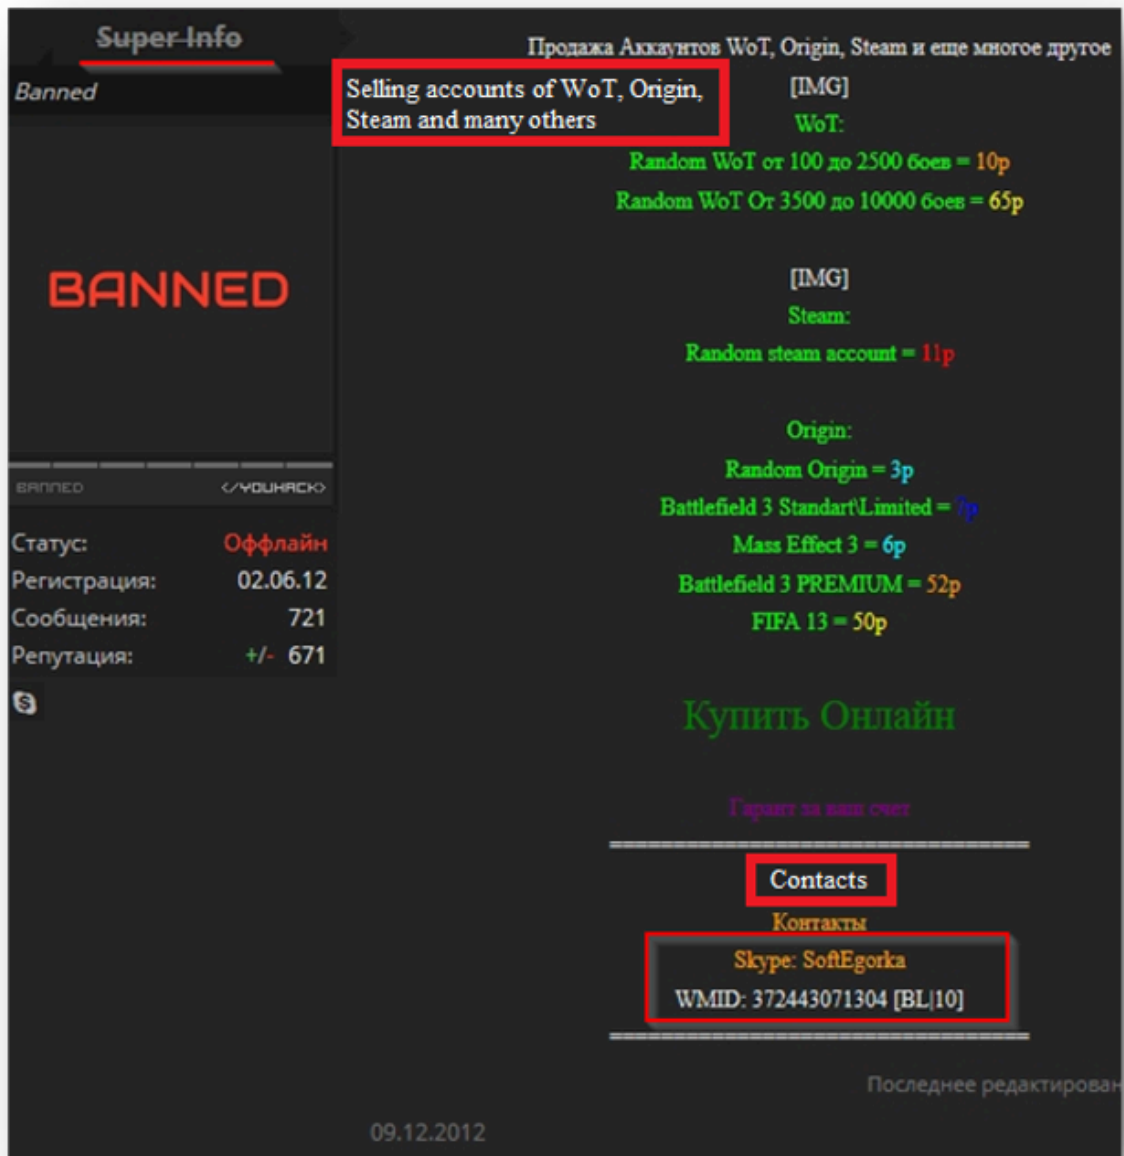 Super Info
Banned
BANNED
BANNED
</YOUHACK>
Статус: Оффлайн
Регистрация: 02.06.12
Сообщения: 721
Репутация: +/- 671
Продажа Аккаунтов WoT, Origin, Steam и еще многое другое
Selling accounts of WoT, Origin,
Steam and many others
[IMG]
WoT:
Random WoT от 100 до 2500 боев = 10р
Random WoT От 3500 до 10000 боев = 65р
[IMG]
Steam:
Random steam account = 11р
Origin:
Random Origin = 3р
Battlefield 3 Standart\Limited = 7р
Mass Effect 3 = 6р
Battlefield 3 PREMIUM = 52р
FIFA 13 = 50р
Купить Онлайн
Гарант за ваш счет
==================================
Contacts
Контакты
Skype: SoftEgorka
WMID: 372443071304 [BL|10]
==================================
Последнее редактирован
09.12.2012